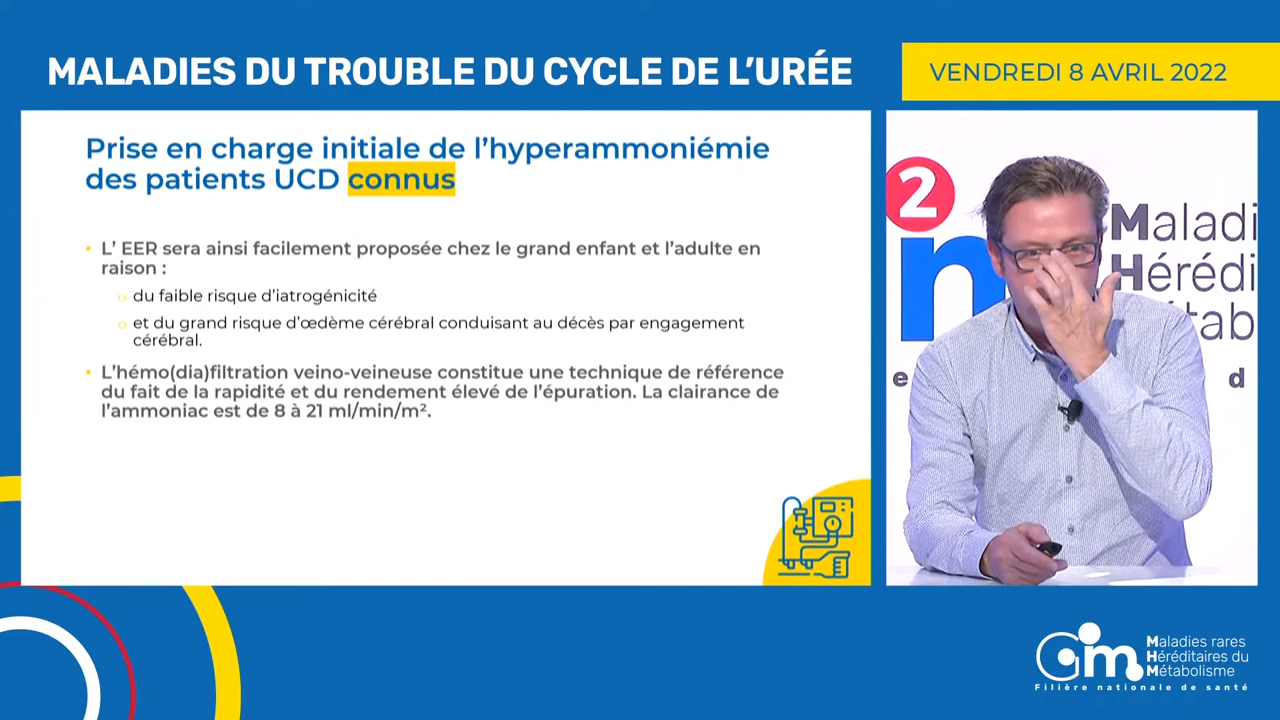 MALADIES DU TROUBLE DU CYCLE DE L'URÉE
VENDREDI 8 AVRIL 2022
Prise en charge initiale de l'hyperammoniémie
des patients UCD connus
• L' EER sera ainsi facilement proposée chez le grand enfant et l'adulte en
raison :
o du faible risque d'iatrogénicité
o et du grand risque d'œdème cérébral conduisant au décès par engagement
cérébral.
• L'hémo(dia)filtration veino-veineuse constitue une technique de référence
du fait de la rapidité et du rendement élevé de l'épuration. La clairance de
l'ammoniac est de 8 à 21 ml/min/m².
2
Maladi
Hérédi
étab
e
d
Maladies rares
Héréditaires du
Métabolisme
Filière nationale de santé